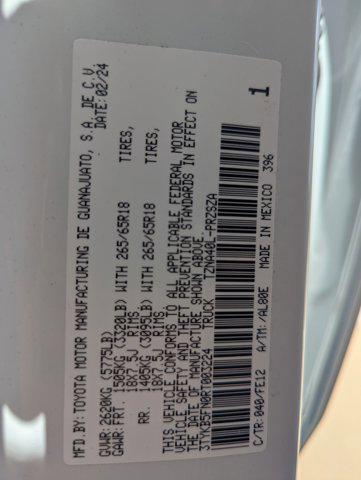 MFD. BY: TOYOTA MOTOR MANUFACTURING DE GUANAJUATO, S.A. DE C.V.
DATE: 02/24
GVWR: 2620KG (5775LB)
GAWR: FRT. 1505KG (3320LB) WITH 265/65R18 TIRES,
18X7.5J RIMS
RR. 1405KG (3095LB) WITH 265/65R18 TIRES,
18X7.5J RIMS
THIS VEHICLE CONFORMS TO ALL APPLICABLE FEDERAL MOTOR
VEHICLE SAFETY AND THEFT PREVENTION STANDARDS IN EFFECT ON
THE DATE OF MANUFACTURE SHOWN ABOVE.
3TYKB5FN0RT003224 TRUCK TZNA40L-PRZSZA
1
C/TR: 040/FE12 A/TM: /AL80E MADE IN MEXICO 396